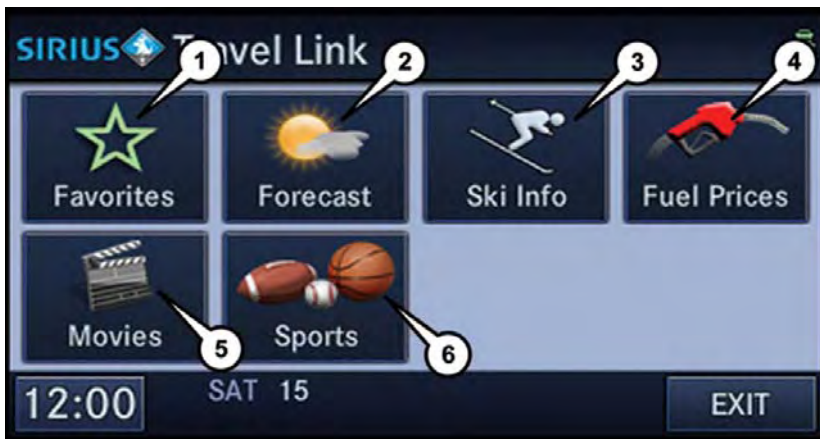 SIRIUS Travel Link
1 2 3 4
Favorites Forecast Ski Info Fuel Prices
Movies Sports
5 6
12:00 SAT 15 EXIT